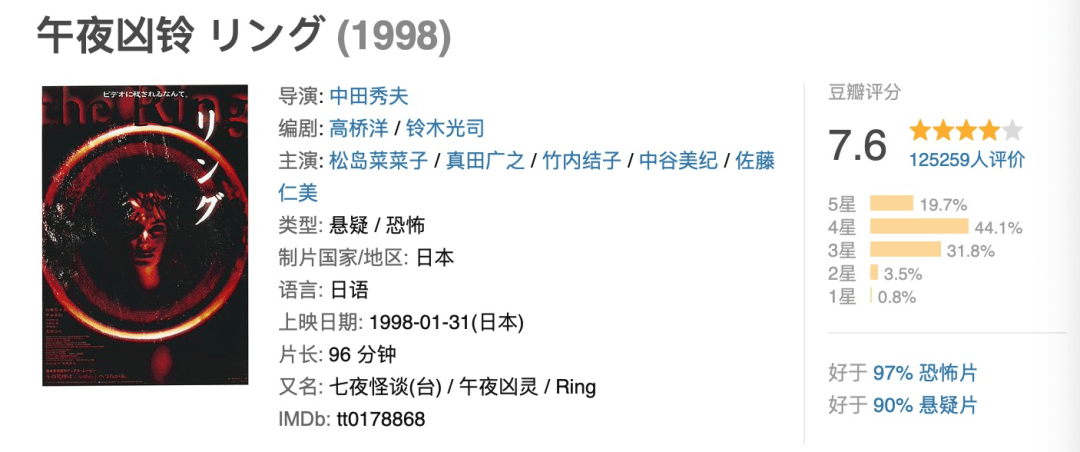 午夜凶铃 リング (1998)
ビデオに殺されるなんて。
the Ring
リング
导演: 中田秀夫
编剧: 高桥洋 / 铃木光司
主演: 松岛菜菜子 / 真田广之 / 竹内结子 / 中谷美纪 / 佐藤
仁美
类型: 悬疑 / 恐怖
制片国家/地区: 日本
语言: 日语
上映日期: 1998-01-31(日本)
片长: 96 分钟
又名: 七夜怪谈(台) / 午夜凶灵 / Ring
IMDb: tt0178868
豆瓣评分
7.6
125259人评价
5星 19.7%
4星 44.1%
3星 31.8%
2星 3.5%
1星 0.8%
好于 97% 恐怖片
好于 90% 悬疑片